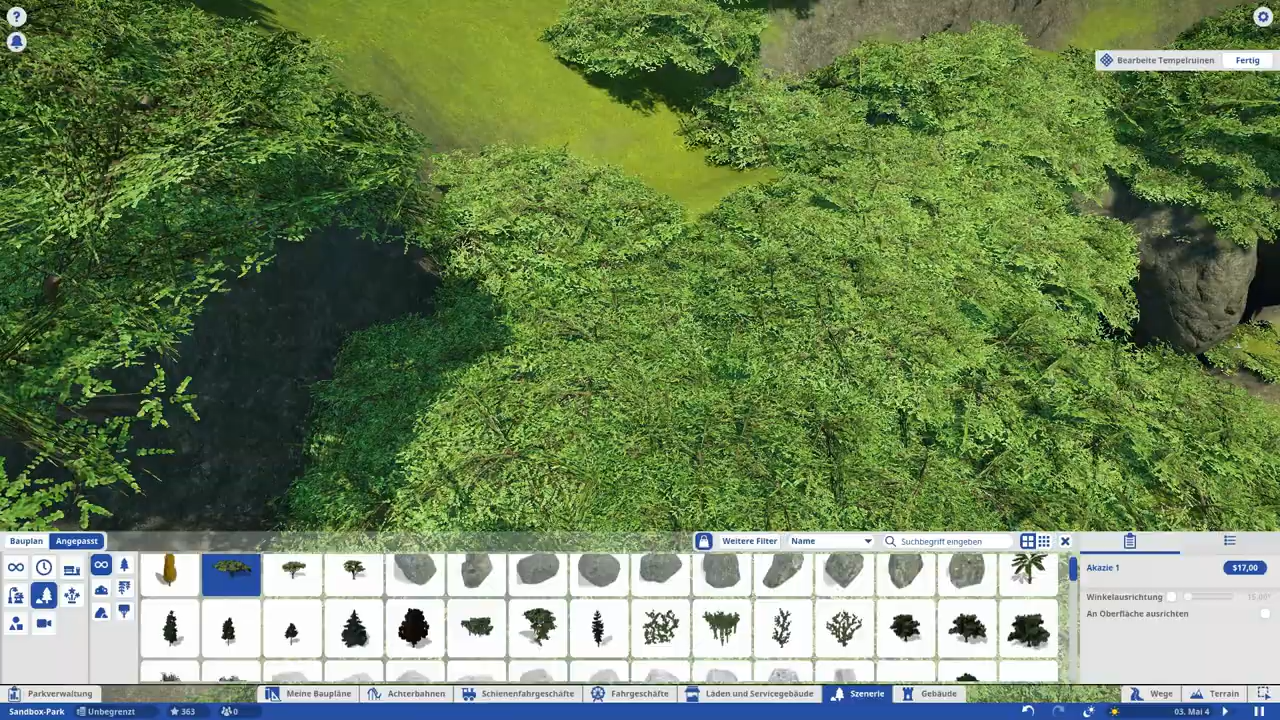 ?
Bearbeite Tempelruinen Fertig
Bauplan Angepasst Weitere Filter Name Suchbegriff eingeben
Akazie 1 $17,00
Winkelausrichtung 15,00°
An Oberfläche ausrichten
Parkverwaltung Meine Baupläne Achterbahnen Schienenfahrgeschäfte Fahrgeschäfte Läden und Servicegebäude Szenerie Gebäude Wege Terrain
Sandbox-Park Unbegrenzt 363 0 03. Mai 4